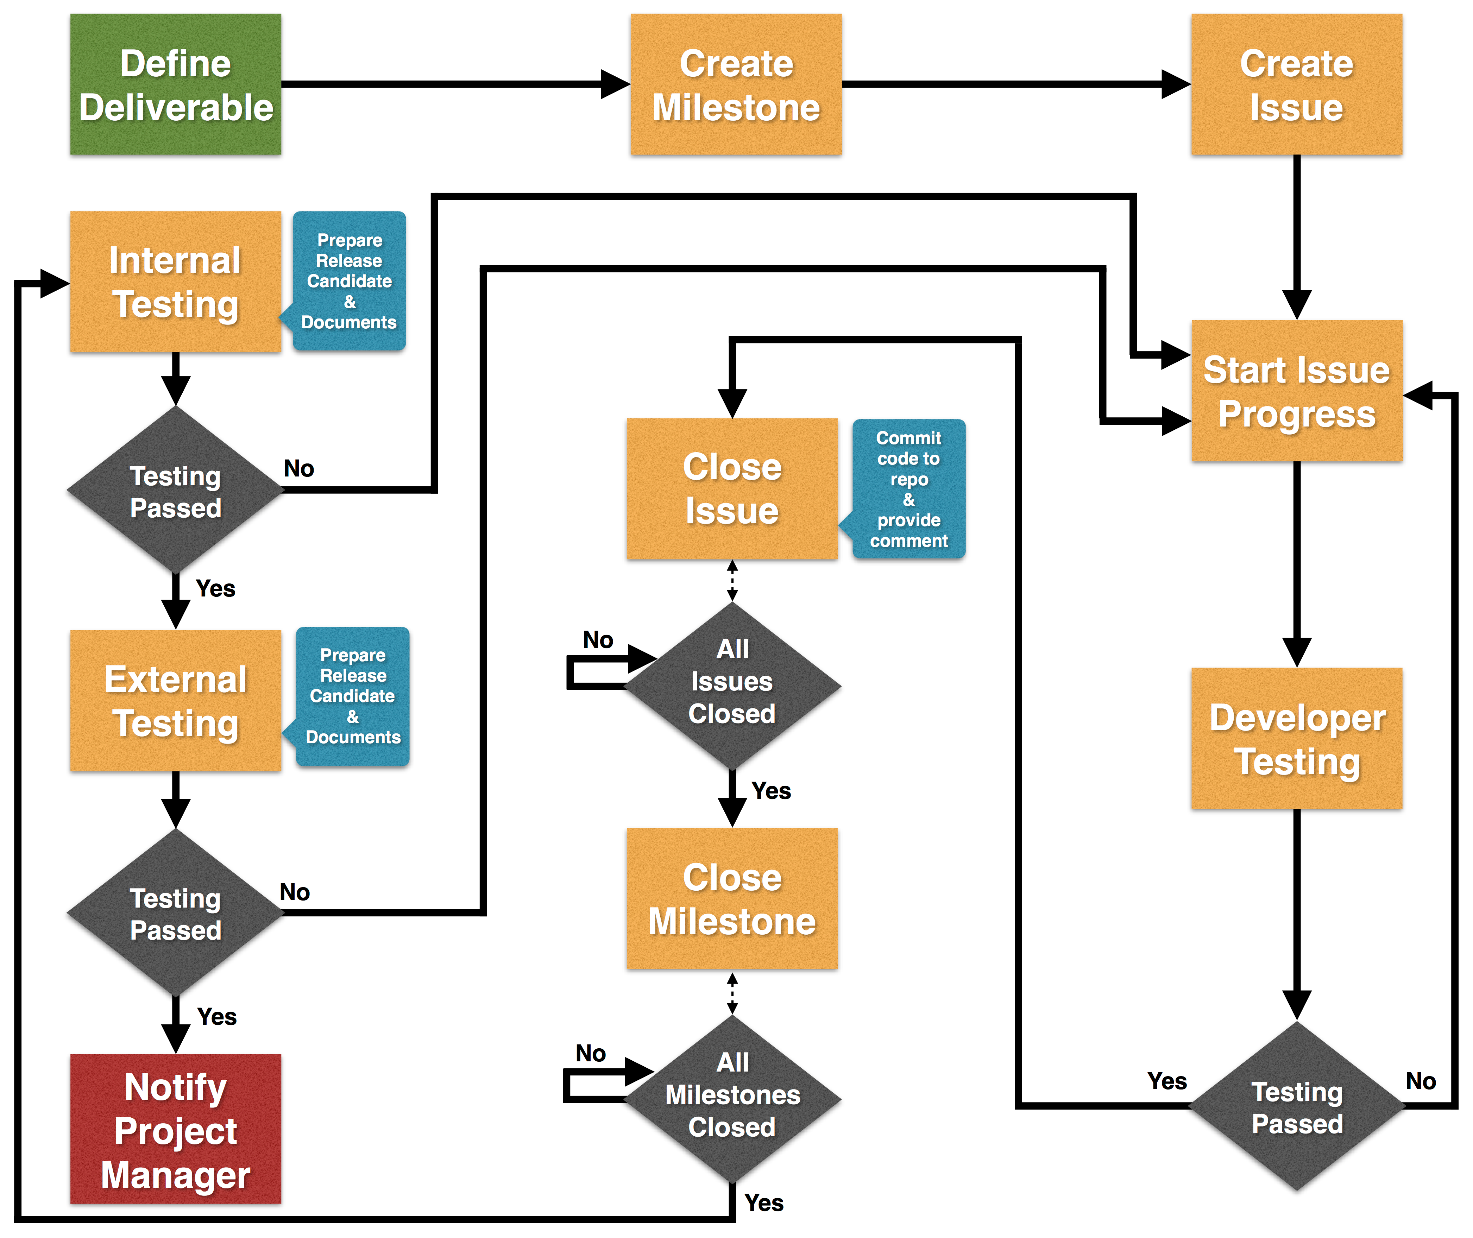 Define
Deliverable
Create
Milestone
Create
Issue
Internal
Testing
Prepare
Release
Candidate
&
Documents
Testing
Passed
No
Yes
External
Testing
Prepare
Release
Candidate
&
Documents
Testing
Passed
No
Yes
Notify
Project
Manager
Close
Issue
Commit
code to
repo
&
provide
comment
No
All
Issues
Closed
Yes
Close
Milestone
No
All
Milestones
Closed
Yes
Start Issue
Progress
Developer
Testing
Yes
Testing
Passed
No